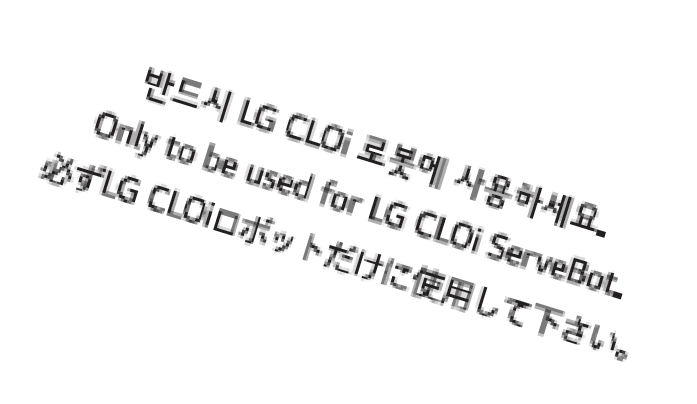 반드시 LG CLOi 로봇에 사용하세요.
Only to be used for LG CLOi ServeBot.
必ずLG CLOiロボットだけに使用して下さい。